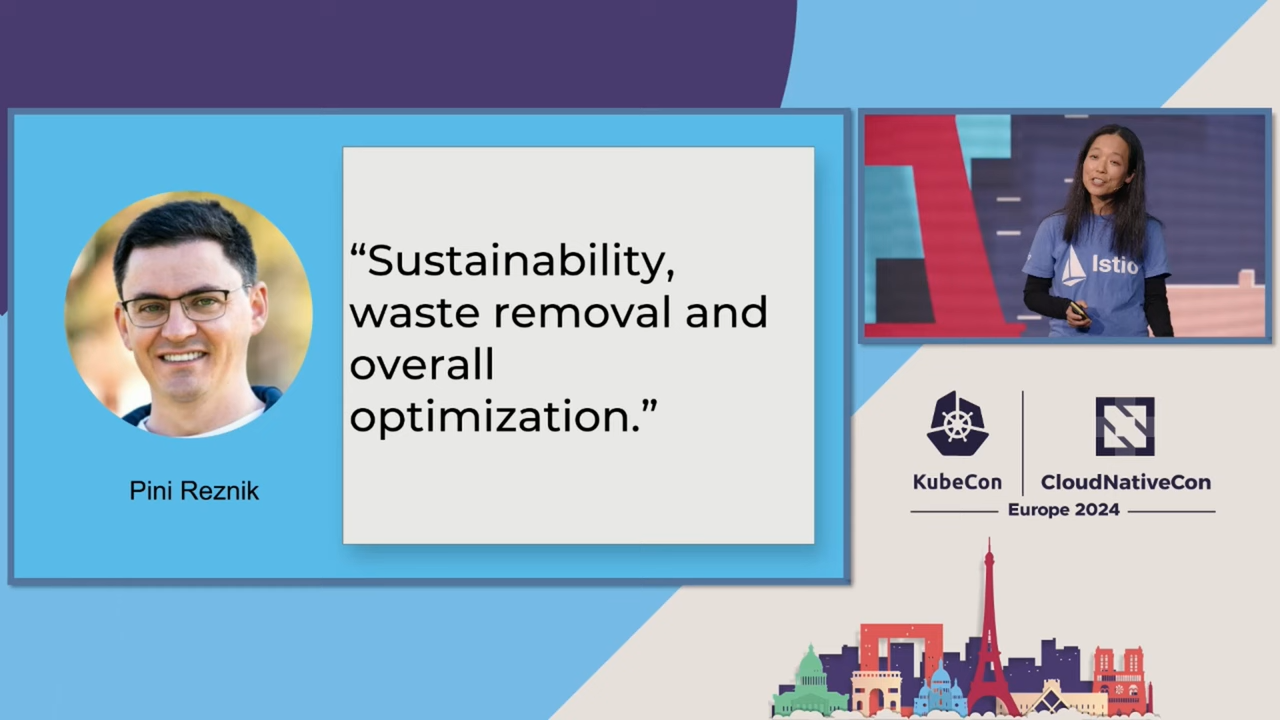 “Sustainability,
waste removal and
overall
optimization.”
Pini Reznik
Istio
KubeCon
CloudNativeCon
Europe 2024